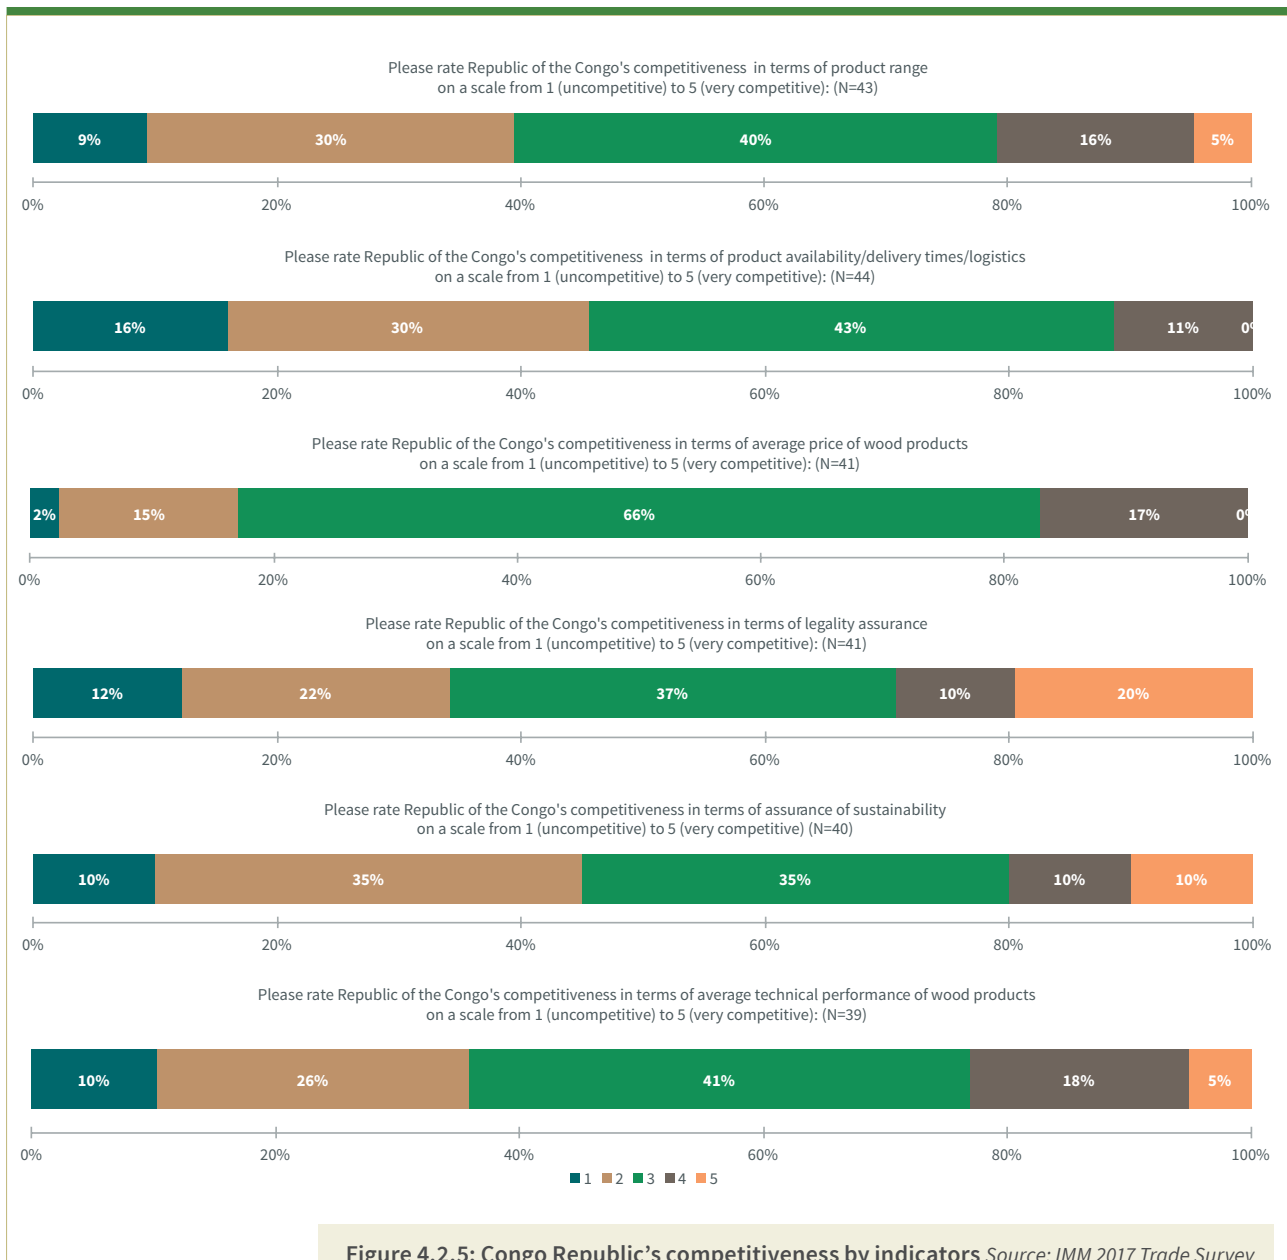 Please rate Republic of the Congo's competitiveness  in terms of product range
on a scale from 1 (uncompetitive) to 5 (very competitive): (N=43)
9% 30% 40% 16% 5%
0% 20% 40% 60% 80% 100%
Please rate Republic of the Congo's competitiveness  in terms of product availability/delivery times/logistics
on a scale from 1 (uncompetitive) to 5 (very competitive): (N=44)
16% 30% 43% 11% 0%
0% 20% 40% 60% 80% 100%
Please rate Republic of the Congo's competitiveness in terms of average price of wood products
on a scale from 1 (uncompetitive) to 5 (very competitive): (N=41)
2% 15% 66% 17% 0%
0% 20% 40% 60% 80% 100%
Please rate Republic of the Congo's competitiveness in terms of legality assurance
on a scale from 1 (uncompetitive) to 5 (very competitive): (N=41)
12% 22% 37% 10% 20%
0% 20% 40% 60% 80% 100%
Please rate Republic of the Congo's competitiveness in terms of assurance of sustainability
on a scale from 1 (uncompetitive) to 5 (very competitive) (N=40)
10% 35% 35% 10% 10%
0% 20% 40% 60% 80% 100%
Please rate Republic of the Congo's competitiveness in terms of average technical performance of wood products
on a scale from 1 (uncompetitive) to 5 (very competitive): (N=39)
10% 26% 41% 18% 5%
0% 20% 40% 60% 80% 100%
1 2 3 4 5
Figure 4.2.5: Congo Republic’s competitiveness by indicators Source: IMM 2017 Trade Survey